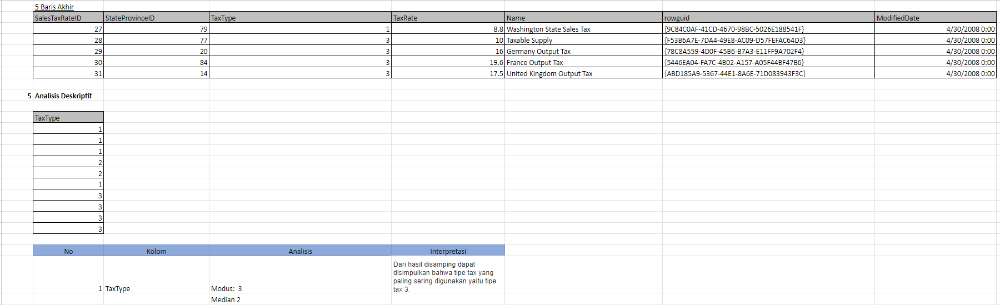 5 Baris Akhir
SalesTaxRateID StateProvinceID TaxType TaxRate Name rowguid ModifiedDate
27 79 1 8.8 Washington State Sales Tax {9C84C0AF-41CD-4670-98BC-5026E188541F} 4/30/2008 0:00
28 77 3 10 Taxable Supply {F53B6A7E-7DA4-49E8-AC09-D57FEFAC64D3} 4/30/2008 0:00
29 20 3 16 Germany Output Tax {78C8A559-4D0F-45B6-B7A3-E11FF9A702F4} 4/30/2008 0:00
30 84 3 19.6 France Output Tax {5446EA04-FA7C-4B02-A157-A05F44BF47B6} 4/30/2008 0:00
31 14 3 17.5 United Kingdom Output Tax {ABD185A9-5367-44E1-8A6E-71D083943F3C} 4/30/2008 0:00
5 Analisis Deskriptif
TaxType
1
1
1
2
2
1
3
3
3
3
No Kolom Analisis Interpretasi
Dari hasil disamping dapat
disimpulkan bahwa tipe tax yang
paling sering digunakan yaitu tipe
1 TaxType Modus: 3 tax 3.
Median 2